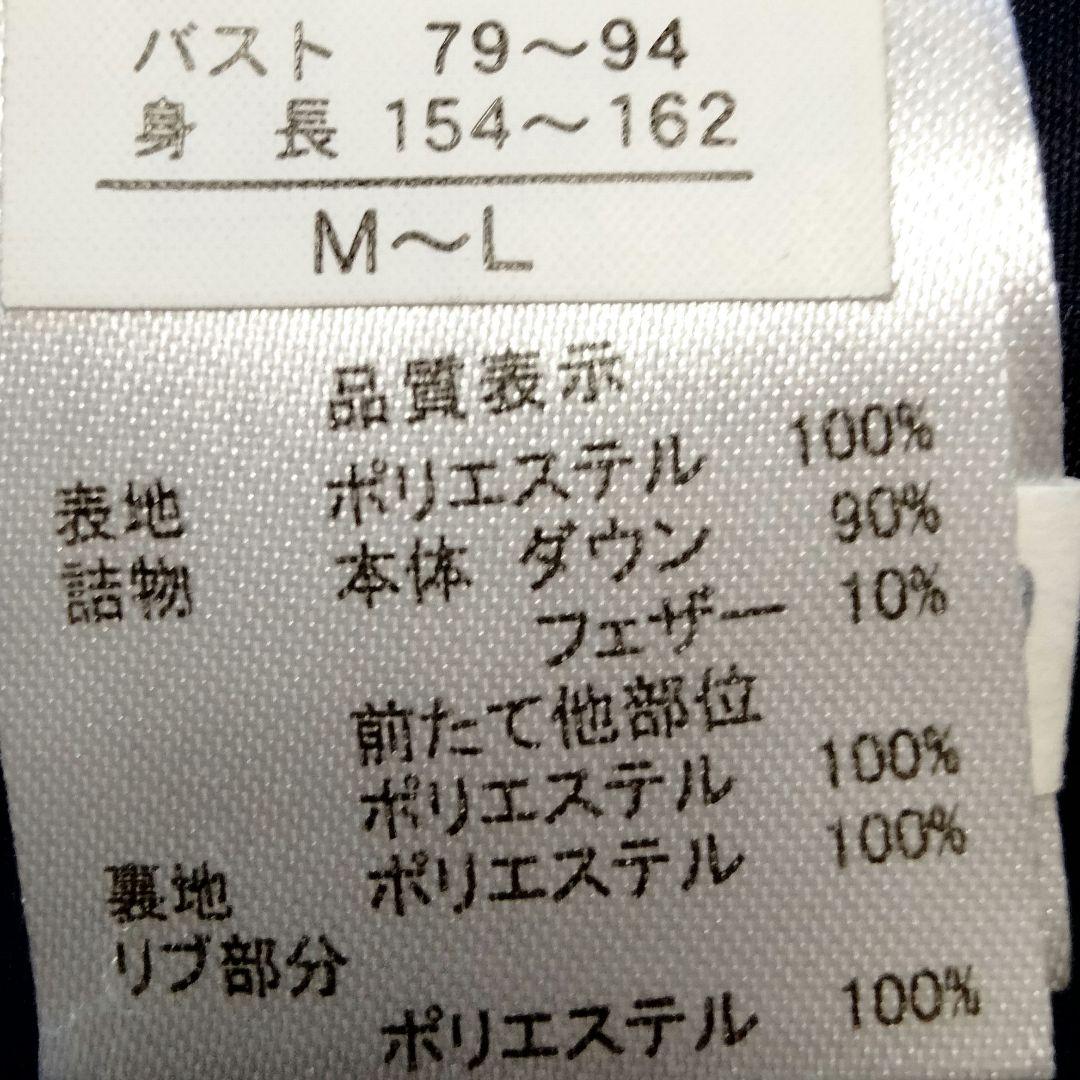 バスト 79～94
身 長 154～162
M～L
品質表示
表地 ポリエステル 100%
詰物 本体 ダウン 90%
フェザー 10%
前たて他部位
ポリエステル 100%
裏地 ポリエステル 100%
リブ部分
ポリエステル 100%